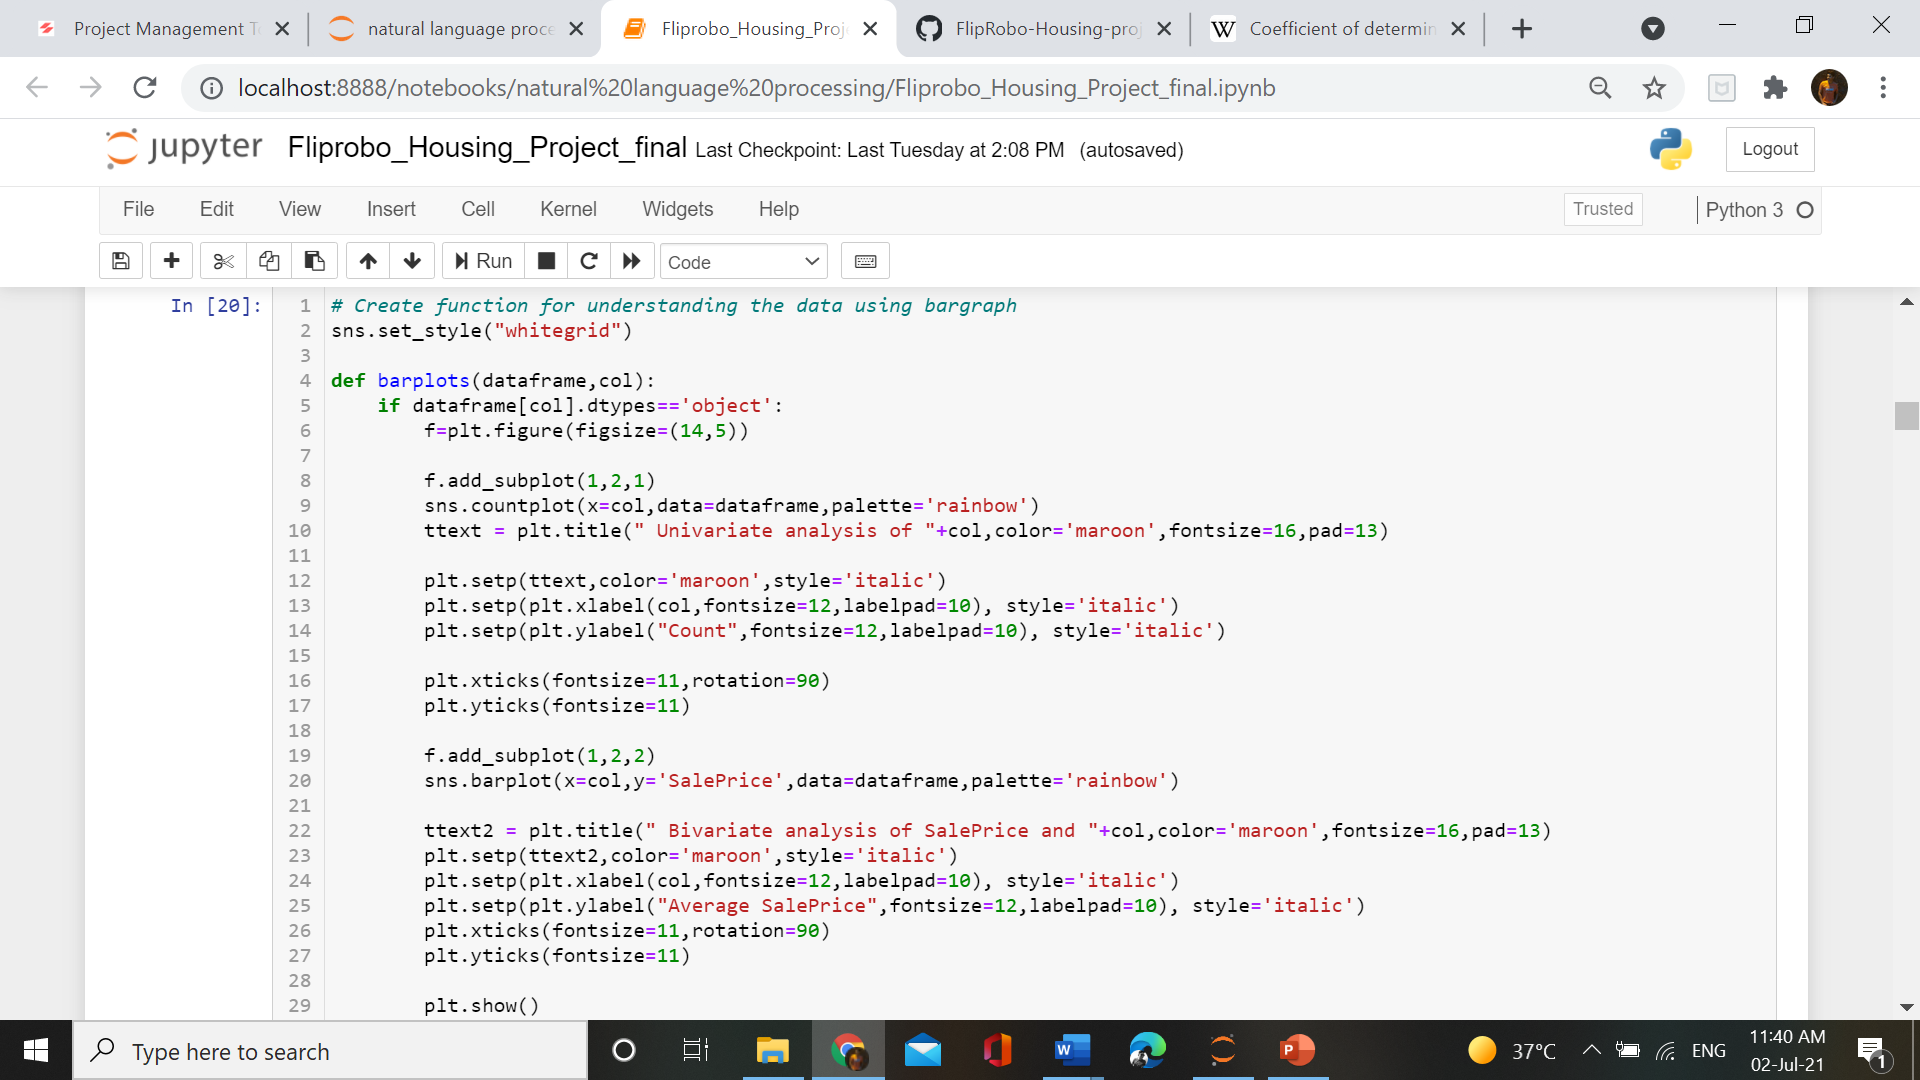 Project Management T
natural language proce
Fliprobo_Housing_Proj
FlipRobo-Housing-proj
W Coefficient of determin
localhost:8888/notebooks/natural%20language%20processing/Fliprobo_Housing_Project_final.ipynb
jupyter Fliprobo_Housing_Project_final Last Checkpoint: Last Tuesday at 2:08 PM (autosaved)
Logout
File Edit View Insert Cell Kernel Widgets Help
Trusted
Python 3
Run
Code
In [20]:
1 # Create function for understanding the data using bargraph
2 sns.set_style("whitegrid")
3
4 def barplots(dataframe,col):
5     if dataframe[col].dtypes=='object':
6         f=plt.figure(figsize=(14,5))
7
8         f.add_subplot(1,2,1)
9         sns.countplot(x=col,data=dataframe,palette='rainbow')
10         ttext = plt.title(" Univariate analysis of "+col,color='maroon',fontsize=16,pad=13)
11
12         plt.setp(ttext,color='maroon',style='italic')
13         plt.setp(plt.xlabel(col,fontsize=12,labelpad=10), style='italic')
14         plt.setp(plt.ylabel("Count",fontsize=12,labelpad=10), style='italic')
15
16         plt.xticks(fontsize=11,rotation=90)
17         plt.yticks(fontsize=11)
18
19         f.add_subplot(1,2,2)
20         sns.barplot(x=col,y='SalePrice',data=dataframe,palette='rainbow')
21
22         ttext2 = plt.title(" Bivariate analysis of SalePrice and "+col,color='maroon',fontsize=16,pad=13)
23         plt.setp(ttext2,color='maroon',style='italic')
24         plt.setp(plt.xlabel(col,fontsize=12,labelpad=10), style='italic')
25         plt.setp(plt.ylabel("Average SalePrice",fontsize=12,labelpad=10), style='italic')
26         plt.xticks(fontsize=11,rotation=90)
27         plt.yticks(fontsize=11)
28
29         plt.show()
Type here to search
W
P
37°C
ENG
11:40 AM
02-Jul-21
1